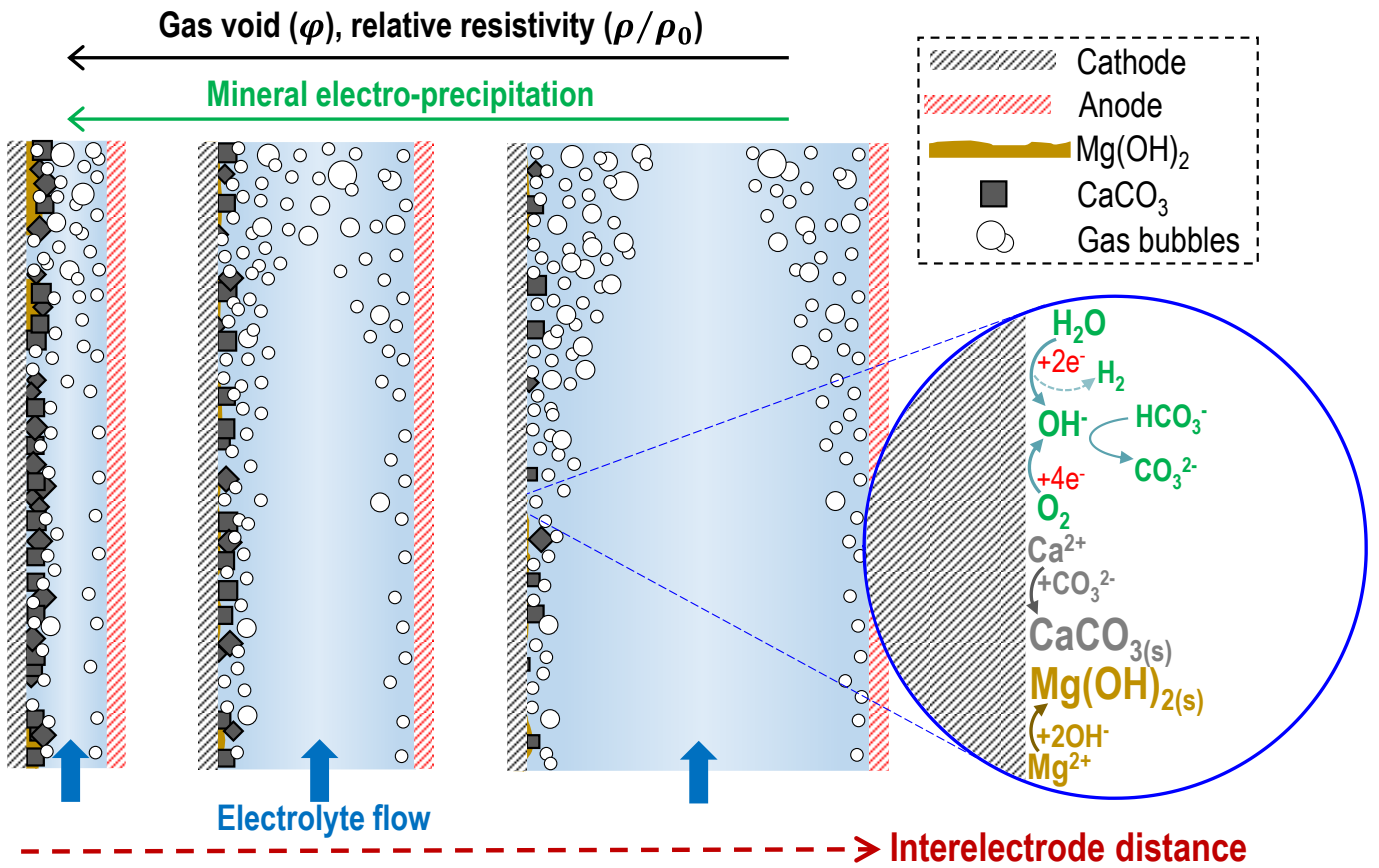 Gas void (φ), relative resistivity (ρ/ρ₀)
Mineral electro-precipitation
Cathode
Anode
Mg(OH)₂
CaCO₃
Gas bubbles
H₂O
+2e⁻
H₂
OH⁻
HCO₃⁻
+4e⁻
CO₃²⁻
O₂
Ca²⁺
+CO₃²⁻
CaCO₃₍ₛ₎
Mg(OH)₂₍ₛ₎
+2OH⁻
Mg²⁺
Electrolyte flow
Interelectrode distance